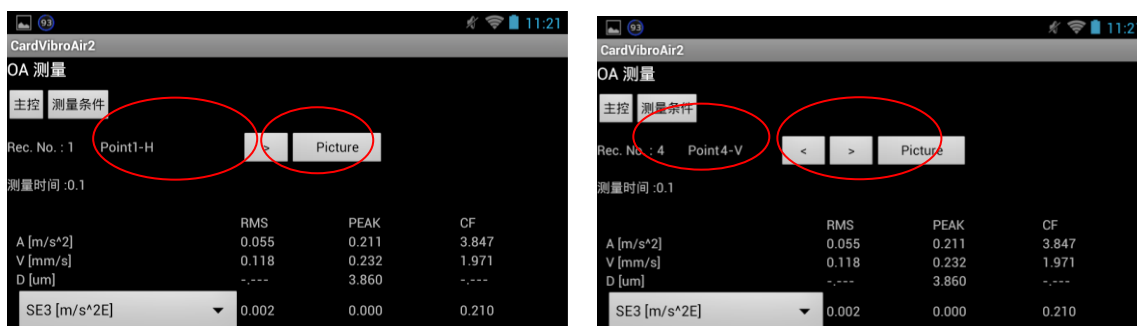 93 11:21
CardVibroAir2
OA 测量
主控 测量条件
Rec. No. : 1 Point1-H > Picture
测量时间 :0.1
RMS PEAK CF
A [m/s^2] 0.055 0.211 3.847
V [mm/s] 0.118 0.232 1.971
D [um] -.--- 3.860 -.---
SE3 [m/s^2E] 0.002 0.000 0.210
93 11:2
CardVibroAir2
OA 测量
主控 测量条件
Rec. No. : 4 Point4-V < > Picture
测量时间 :0.1
RMS PEAK CF
A [m/s^2] 0.055 0.211 3.847
V [mm/s] 0.118 0.232 1.971
D [um] -.--- 3.860 -.---
SE3 [m/s^2E] 0.002 0.000 0.210